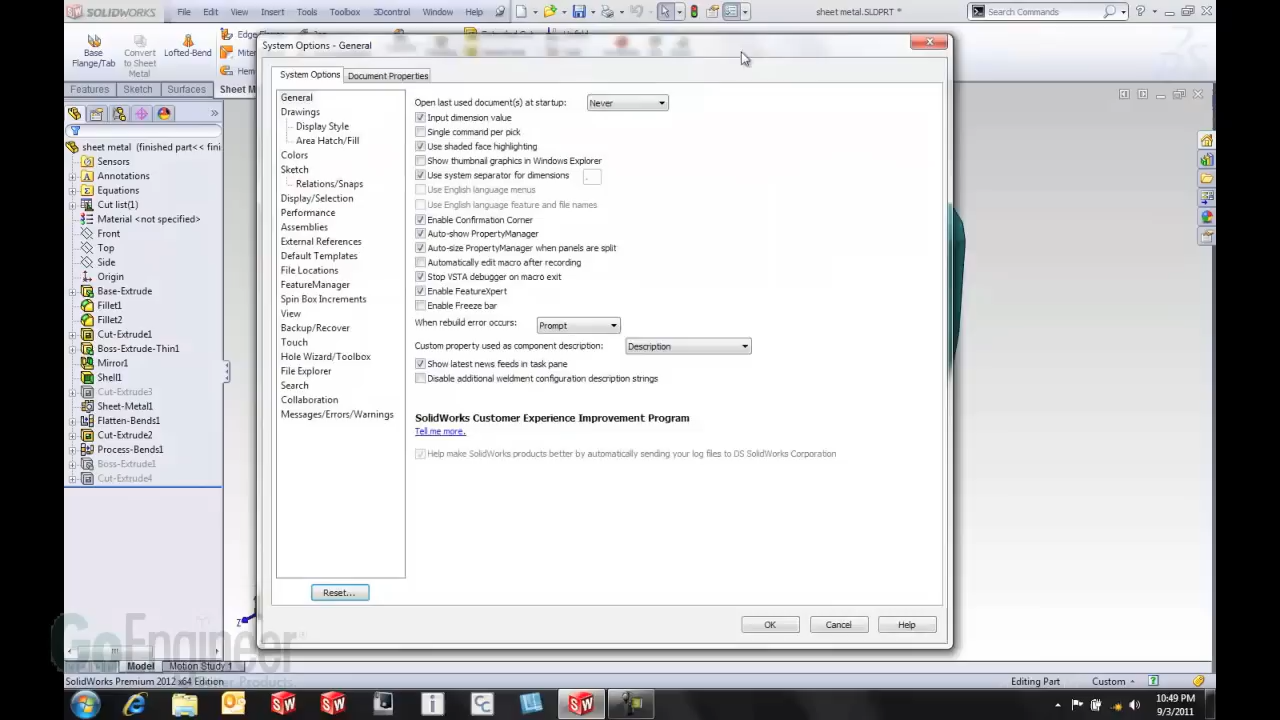 SOLIDWORKS File Edit View Insert Tools Toolbox 3Dcontrol Window Help sheet metal.SLDPRT * Search Commands
Base Flange/Tab
Convert to Sheet Metal
Lofted-Bend
Features Sketch Surfaces Sheet M
System Options - General
System Options Document Properties
sheet metal (finished part<< fini
Sensors
Annotations
Equations
Cut list(1)
Material <not specified>
Front
Top
Side
Origin
Base-Extrude
Fillet1
Fillet2
Cut-Extrude1
Boss-Extrude-Thin1
Mirror1
Shell1
Cut-Extrude3
Sheet-Metal1
Flatten-Bends1
Cut-Extrude2
Process-Bends1
Boss-Extrude1
Cut-Extrude4
General
Drawings
Display Style
Area Hatch/Fill
Colors
Sketch
Relations/Snaps
Display/Selection
Performance
Assemblies
External References
Default Templates
File Locations
FeatureManager
Spin Box Increments
View
Backup/Recover
Touch
Hole Wizard/Toolbox
File Explorer
Search
Collaboration
Messages/Errors/Warnings
Reset...
Open last used document(s) at startup: Never
Input dimension value
Single command per pick
Use shaded face highlighting
Show thumbnail graphics in Windows Explorer
Use system separator for dimensions .
Use English language menus
Use English language feature and file names
Enable Confirmation Corner
Auto-show PropertyManager
Auto-size PropertyManager when panels are split
Automatically edit macro after recording
Stop VSTA debugger on macro exit
Enable FeatureXpert
Enable Freeze bar
When rebuild error occurs: Prompt
Custom property used as component description: Description
Show latest news feeds in task pane
Disable additional weldment configuration description strings
SolidWorks Customer Experience Improvement Program
Tell me more.
Help make SolidWorks products better by automatically sending your log files to DS SolidWorks Corporation
OK Cancel Help
GoEngineer
Model Motion Study 1
SolidWorks Premium 2012 x64 Edition Editing Part Custom
10:49 PM
9/3/2011